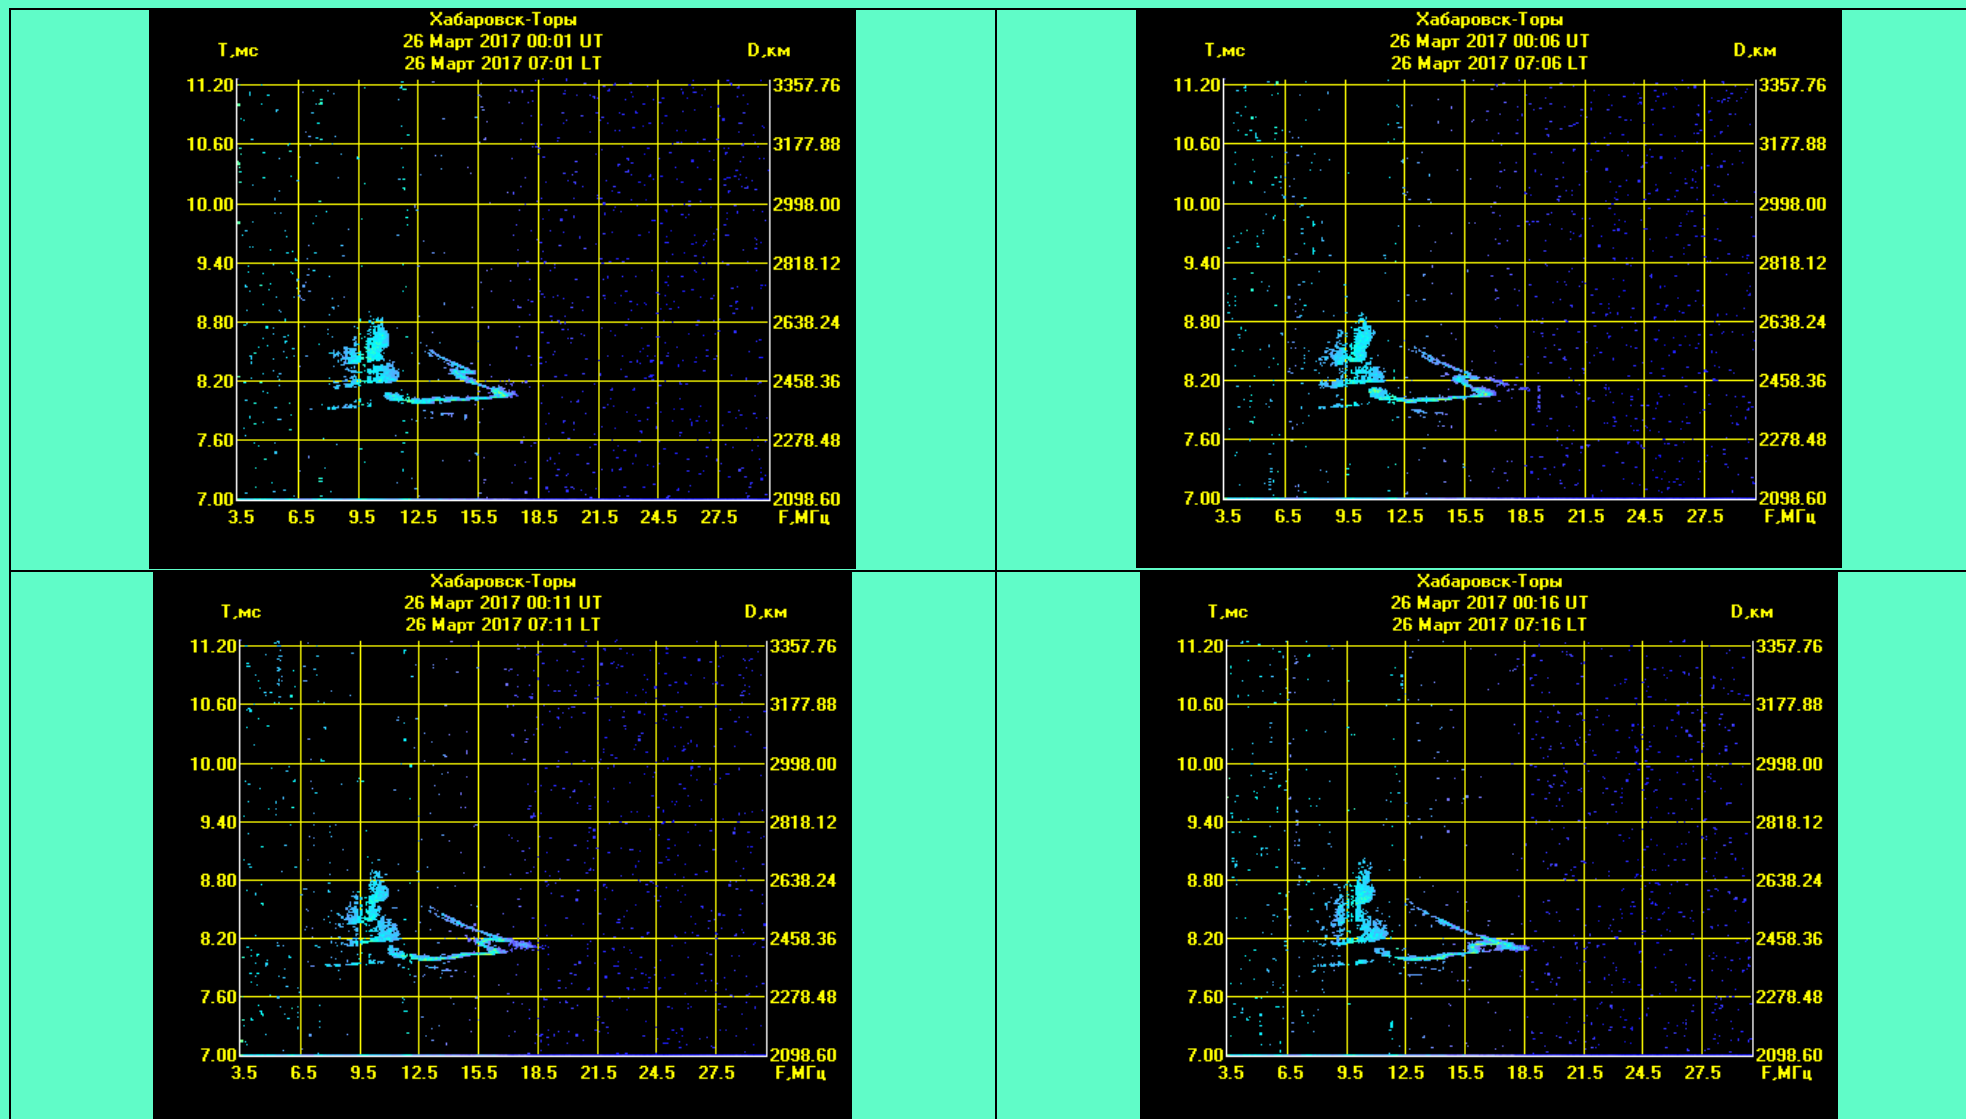 Хабаровск-Торы
26 Март 2017 00:01 UT
26 Март 2017 07:01 LT
T,мс D,км
11.20 3357.76
10.60 3177.88
10.00 2998.00
9.40 2818.12
8.80 2638.24
8.20 2458.36
7.60 2278.48
7.00 2098.60
3.5 6.5 9.5 12.5 15.5 18.5 21.5 24.5 27.5 F,МГц
Хабаровск-Торы
26 Март 2017 00:06 UT
26 Март 2017 07:06 LT
T,мс D,км
11.20 3357.76
10.60 3177.88
10.00 2998.00
9.40 2818.12
8.80 2638.24
8.20 2458.36
7.60 2278.48
7.00 2098.60
3.5 6.5 9.5 12.5 15.5 18.5 21.5 24.5 27.5 F,МГц
Хабаровск-Торы
26 Март 2017 00:11 UT
26 Март 2017 07:11 LT
T,мс D,км
11.20 3357.76
10.60 3177.88
10.00 2998.00
9.40 2818.12
8.80 2638.24
8.20 2458.36
7.60 2278.48
7.00 2098.60
3.5 6.5 9.5 12.5 15.5 18.5 21.5 24.5 27.5 F,МГц
Хабаровск-Торы
26 Март 2017 00:16 UT
26 Март 2017 07:16 LT
T,мс D,км
11.20 3357.76
10.60 3177.88
10.00 2998.00
9.40 2818.12
8.80 2638.24
8.20 2458.36
7.60 2278.48
7.00 2098.60
3.5 6.5 9.5 12.5 15.5 18.5 21.5 24.5 27.5 F,МГц